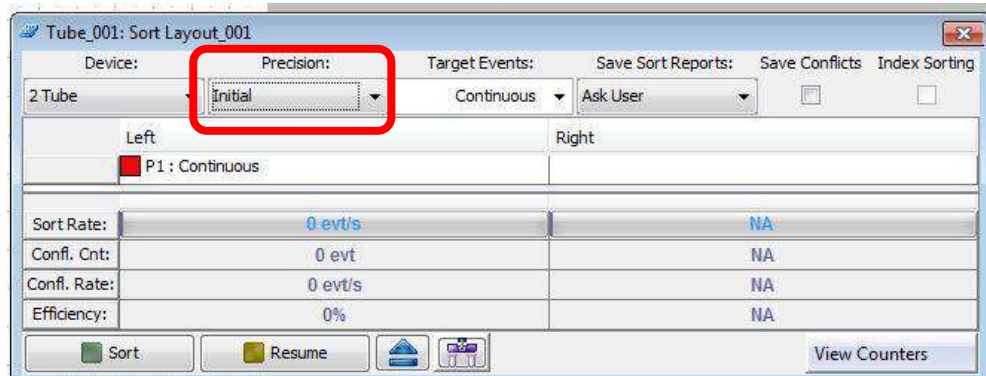 Tube_001: Sort Layout_001
Device: Precision: Target Events: Save Sort Reports: Save Conflicts Index Sorting
2 Tube Initial Continuous Ask User
Left Right
P1 : Continuous
Sort Rate: 0 evt/s NA
Confl. Cnt: 0 evt NA
Confl. Rate: 0 evt/s NA
Efficiency: 0% NA
Sort Resume View Counters